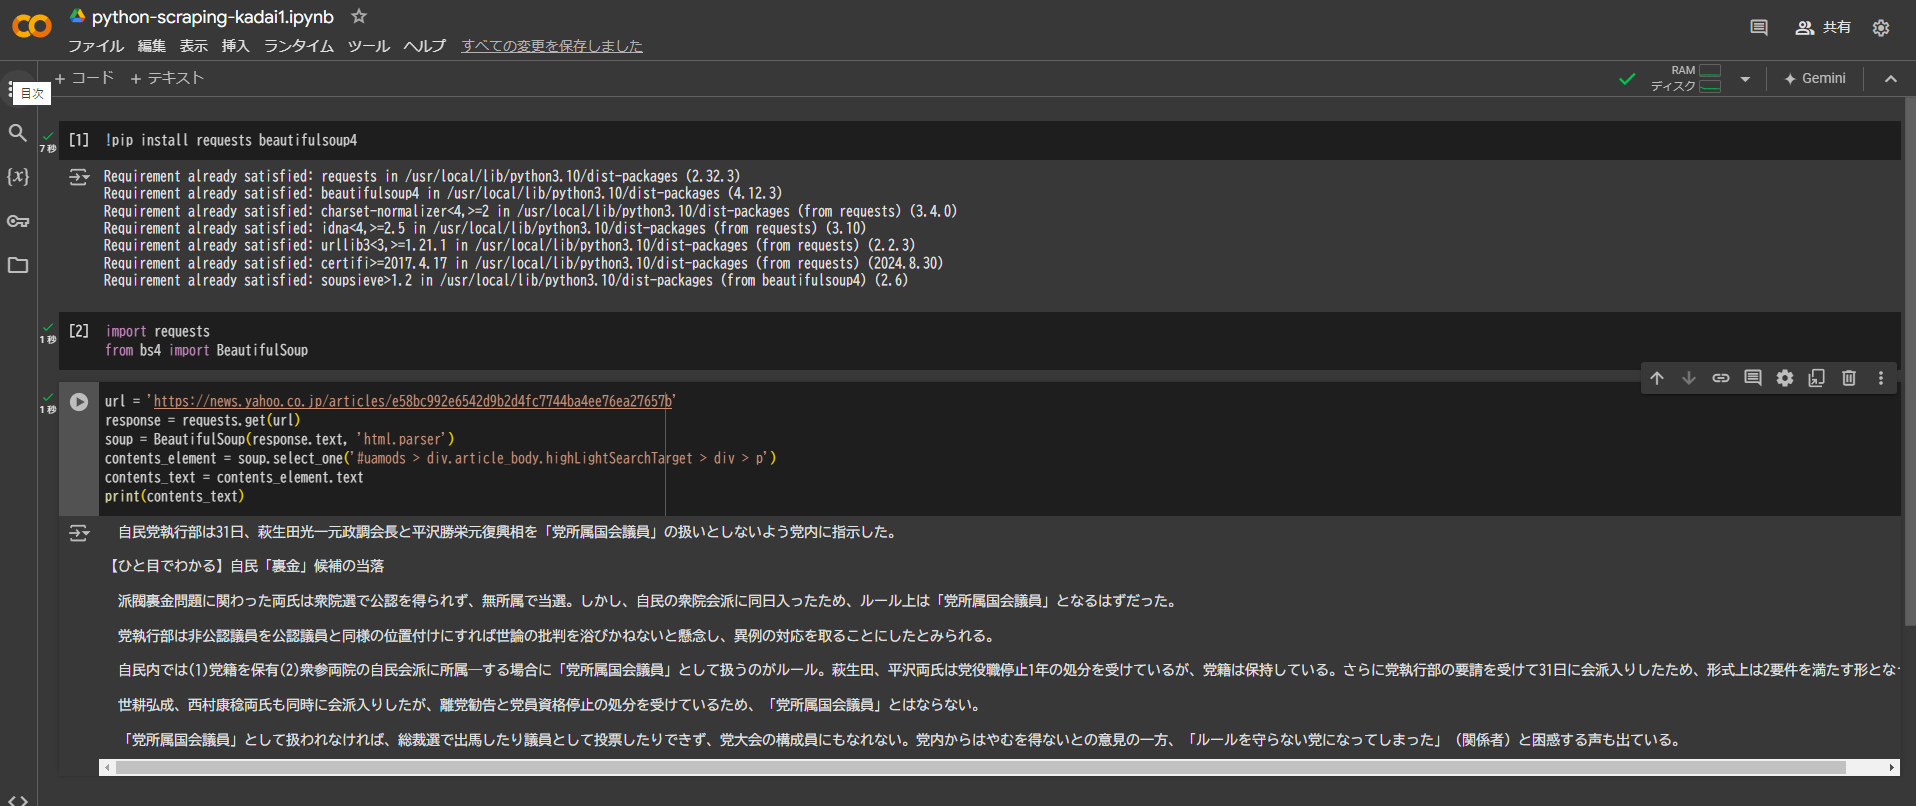 python-scraping-kadai1.ipynb
ファイル 編集 表示 挿入 ランタイム ツール ヘルプ すべての変更を保存しました
共有
+ コード + テキスト
RAM
ディスク
Gemini
目次
{x}
7 秒
[1] !pip install requests beautifulsoup4
Requirement already satisfied: requests in /usr/local/lib/python3.10/dist-packages (2.32.3)
Requirement already satisfied: beautifulsoup4 in /usr/local/lib/python3.10/dist-packages (4.12.3)
Requirement already satisfied: charset-normalizer<4,>=2 in /usr/local/lib/python3.10/dist-packages (from requests) (3.4.0)
Requirement already satisfied: idna<4,>=2.5 in /usr/local/lib/python3.10/dist-packages (from requests) (3.10)
Requirement already satisfied: urllib3<3,>=1.21.1 in /usr/local/lib/python3.10/dist-packages (from requests) (2.2.3)
Requirement already satisfied: certifi>=2017.4.17 in /usr/local/lib/python3.10/dist-packages (from requests) (2024.8.30)
Requirement already satisfied: soupsieve>1.2 in /usr/local/lib/python3.10/dist-packages (from beautifulsoup4) (2.6)
1 秒
[2] import requests
from bs4 import BeautifulSoup
1 秒
url = 'https://news.yahoo.co.jp/articles/e58bc992e6542d9b2d4fc7744ba4ee76ea27657b'
response = requests.get(url)
soup = BeautifulSoup(response.text, 'html.parser')
contents_element = soup.select_one('#uamods > div.article_body.highLightSearchTarget > div > p')
contents_text = contents_element.text
print(contents_text)
自民党執行部は31日、萩生田光一元政調会長と平沢勝栄元復興相を「党所属国会議員」の扱いとしないよう党内に指示した。
【ひと目でわかる】自民「裏金」候補の当落
派閥裏金問題に関わった両氏は衆院選で公認を得られず、無所属で当選。しかし、自民の衆院会派に同日入ったため、ルール上は「党所属国会議員」となるはずだった。
党執行部は非公認議員を公認議員と同様の位置付けにすれば世論の批判を浴びかねないと懸念し、異例の対応を取ることにしたとみられる。
自民内では(1)党籍を保有(2)衆参両院の自民会派に所属―する場合に「党所属国会議員」として扱うのがルール。萩生田、平沢両氏は党役職停止1年の処分を受けているが、党籍は保持している。さらに党執行部の要請を受けて31日に会派入りしたため、形式上は2要件を満たす形となっ
世耕弘成、西村康稔両氏も同時に会派入りしたが、離党勧告と党員資格停止の処分を受けているため、「党所属国会議員」とはならない。
「党所属国会議員」として扱われなければ、総裁選で出馬したり議員として投票したりできず、党大会の構成員にもなれない。党内からはやむを得ないとの意見の一方、「ルールを守らない党になってしまった」（関係者）と困惑する声も出ている。